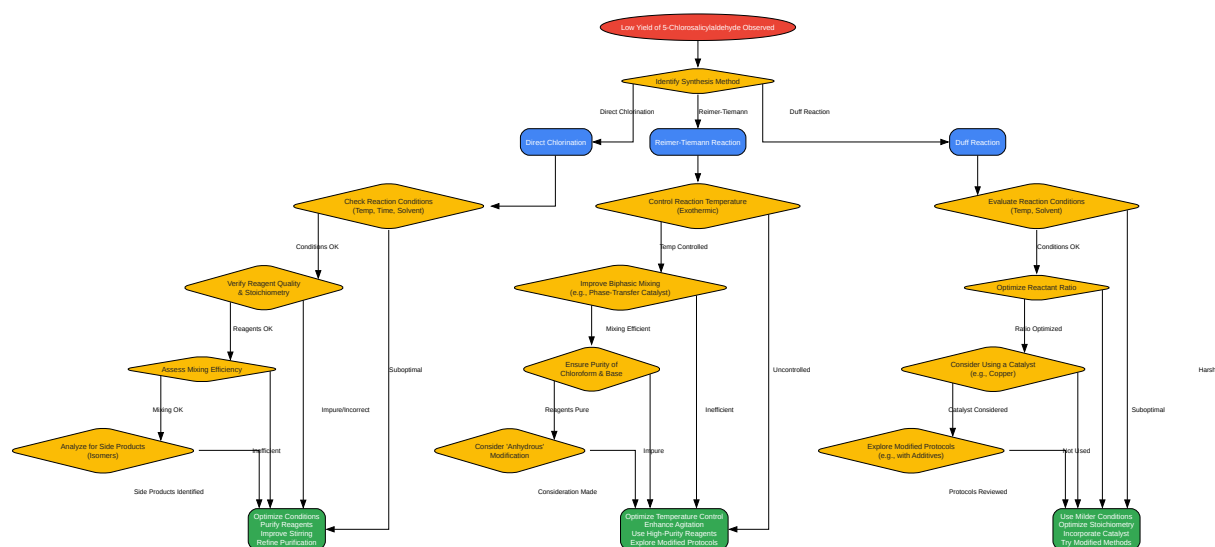 Low Yield of 5-Chlorosalicylaldehyde Observed
Identify Synthesis Method
Direct Chlorination
Reimer-Tiemann
Duff Reaction
Direct Chlorination
Reimer-Tiemann Reaction
Duff Reaction
Check Reaction Conditions
(Temp, Time, Solvent)
Control Reaction Temperature
(Exothermic)
Evaluate Reaction Conditions
(Temp, Solvent)
Conditions OK
Temp Controlled
Conditions OK
Verify Reagent Quality
& Stoichiometry
Improve Biphasic Mixing
(e.g., Phase-Transfer Catalyst)
Optimize Reactant Ratio
Reagents OK
Mixing Efficient
Ratio Optimized
Assess Mixing Efficiency
Suboptimal
Ensure Purity of
Chloroform & Base
Uncontrolled
Consider Using a Catalyst
(e.g., Copper)
Harsh
Mixing OK
Impure/Incorrect
Reagents Pure
Inefficient
Catalyst Considered
Suboptimal
Analyze for Side Products
(Isomers)
Inefficient
Consider 'Anhydrous'
Modification
Impure
Explore Modified Protocols
(e.g., with Additives)
Not Used
Side Products Identified
Consideration Made
Protocols Reviewed
Optimize Conditions
Purify Reagents
Improve Stirring
Refine Purification
Optimize Temperature Control
Enhance Agitation
Use High-Purity Reagents
Explore Modified Protocols
Use Milder Conditions
Optimize Stoichiometry
Incorporate Catalyst
Try Modified Methods